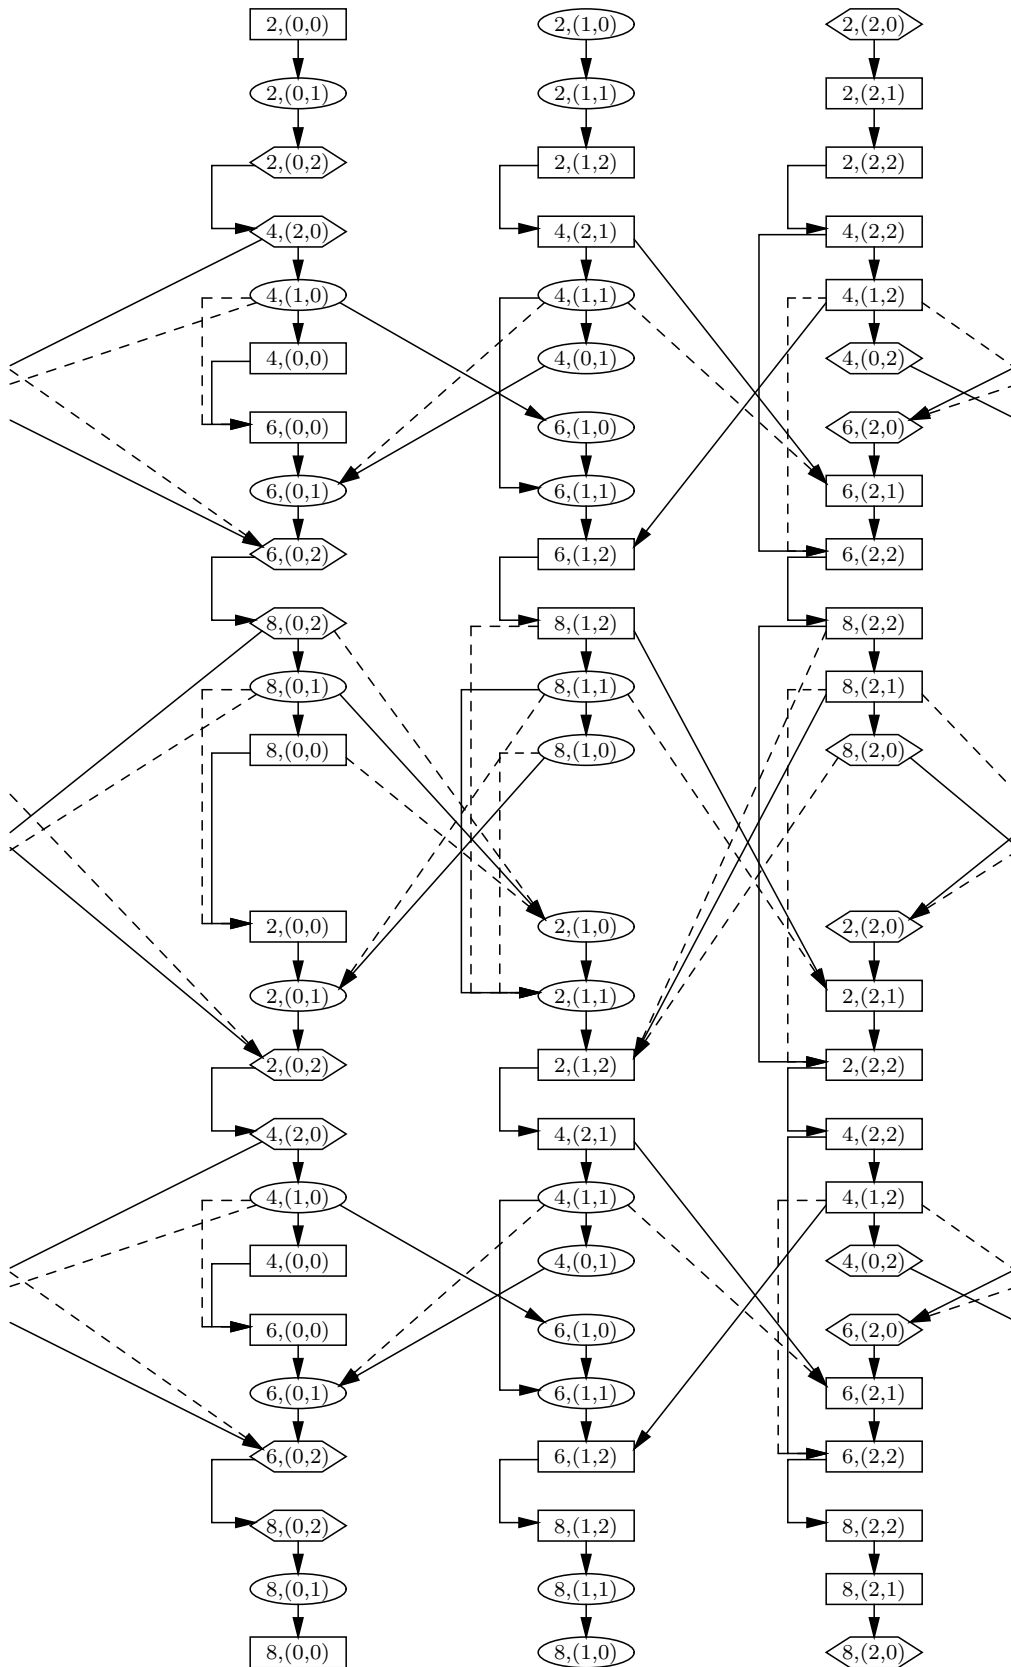 2,(0,0) 2,(1,0) 2,(2,0)
2,(0,1) 2,(1,1) 2,(2,1)
2,(0,2) 2,(1,2) 2,(2,2)
4,(2,0) 4,(2,1) 4,(2,2)
4,(1,0) 4,(1,1) 4,(1,2)
4,(0,0) 4,(0,1) 4,(0,2)
6,(0,0) 6,(1,0) 6,(2,0)
6,(0,1) 6,(1,1) 6,(2,1)
6,(0,2) 6,(1,2) 6,(2,2)
8,(0,2) 8,(1,2) 8,(2,2)
8,(0,1) 8,(1,1) 8,(2,1)
8,(0,0) 8,(1,0) 8,(2,0)
2,(0,0) 2,(1,0) 2,(2,0)
2,(0,1) 2,(1,1) 2,(2,1)
2,(0,2) 2,(1,2) 2,(2,2)
4,(2,0) 4,(2,1) 4,(2,2)
4,(1,0) 4,(1,1) 4,(1,2)
4,(0,0) 4,(0,1) 4,(0,2)
6,(0,0) 6,(1,0) 6,(2,0)
6,(0,1) 6,(1,1) 6,(2,1)
6,(0,2) 6,(1,2) 6,(2,2)
8,(0,2) 8,(1,2) 8,(2,2)
8,(0,1) 8,(1,1) 8,(2,1)
8,(0,0) 8,(1,0) 8,(2,0)